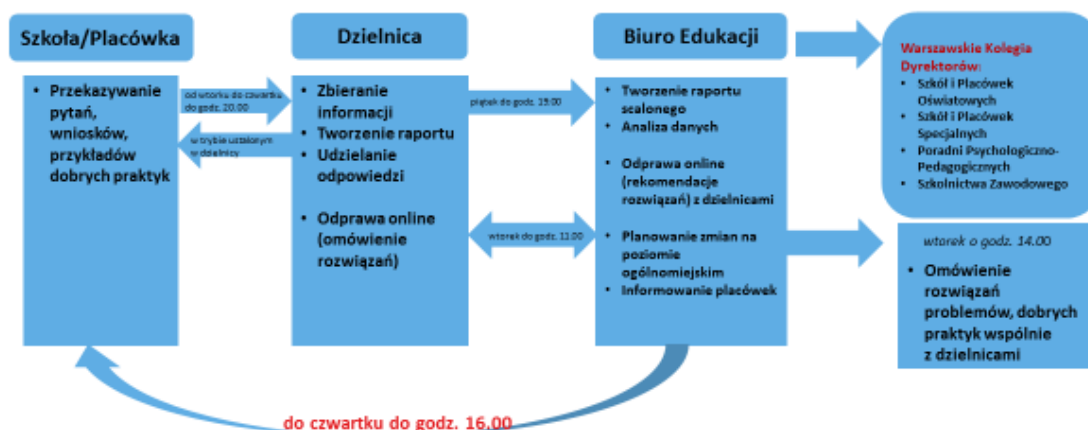 Szkoła/Placówka
• Przekazywanie
pytań,
wniosków,
przykładów
dobrych praktyk
od wtorku do czwartku
do godz. 20.00
w trybie ustalonym
w dzielnicy
Dzielnica
• Zbieranie
informacji
• Tworzenie raportu
• Udzielanie
odpowiedzi
• Odprawa online
(omówienie
rozwiązań)
piątek do godz. 19.00
wtorek do godz. 11.00
Biuro Edukacji
• Tworzenie raportu
scalonego
• Analiza danych
• Odprawa online
(rekomendacje
rozwiązań) z dzielnicami
• Planowanie zmian na
poziomie
ogólnomiejskim
• Informowanie placówek
Warszawskie Kolegia
Dyrektorów:
• Szkół i Placówek
Oświatowych
• Szkół i Placówek
Specjalnych
• Poradni Psychologiczno-
Pedagogicznych
• Szkolnictwa Zawodowego
wtorek o godz. 14.00
• Omówienie
rozwiązań
problemów, dobrych
praktyk wspólnie
z dzielnicami
do czwartku do godz. 16.00